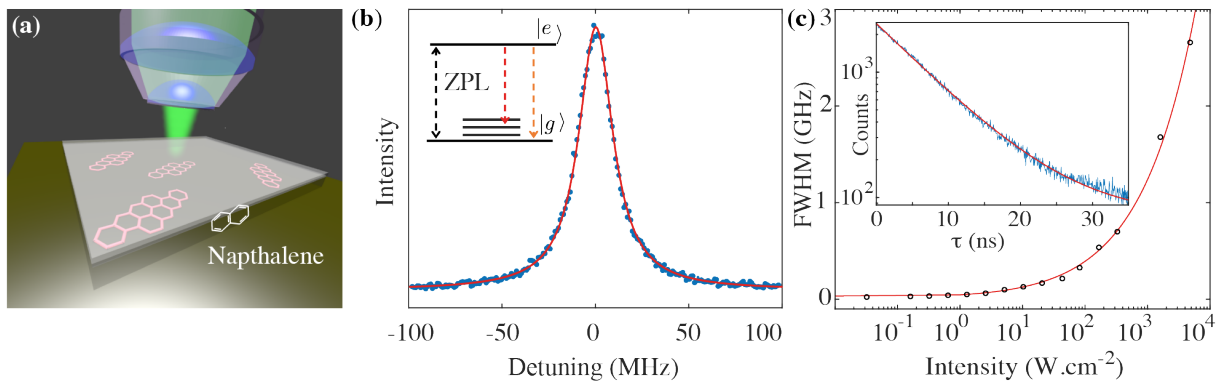 (a)
Napthalene
(b)
|e⟩
ZPL
|g⟩
Intensity
-100 -50 0 50 100
Detuning (MHz)
(c)
FWHM (GHz)
3
2
1
0
Counts
10³
10²
0 10 20 30
τ (ns)
10⁻¹ 10⁰ 10¹ 10² 10³ 10⁴
Intensity (W.cm⁻²)